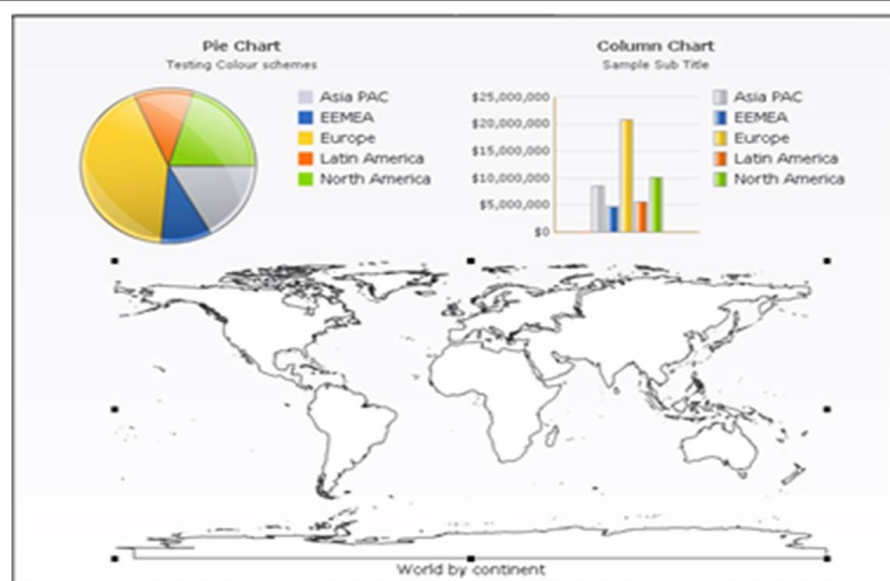 Pie Chart
Testing Colour schemes
Asia PAC
EEMEA
Europe
Latin America
North America
Column Chart
Sample Sub Title
$25,000,000
$20,000,000
$15,000,000
$10,000,000
$5,000,000
$0
Asia PAC
EEMEA
Europe
Latin America
North America
World by continent